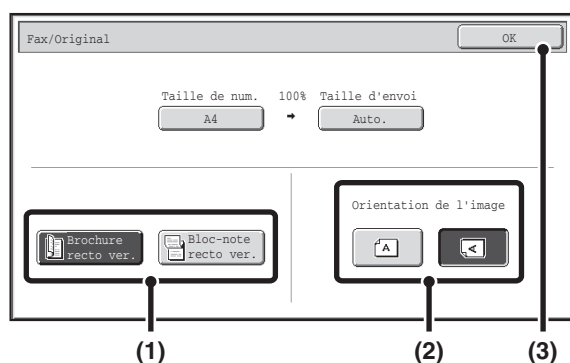 Fax/Original
OK
Taille de num. 100% Taille d'envoi
A4
Auto.
Brochure
recto ver.
Bloc-note
recto ver.
Orientation de l'image
A
A
(1) (2) (3)